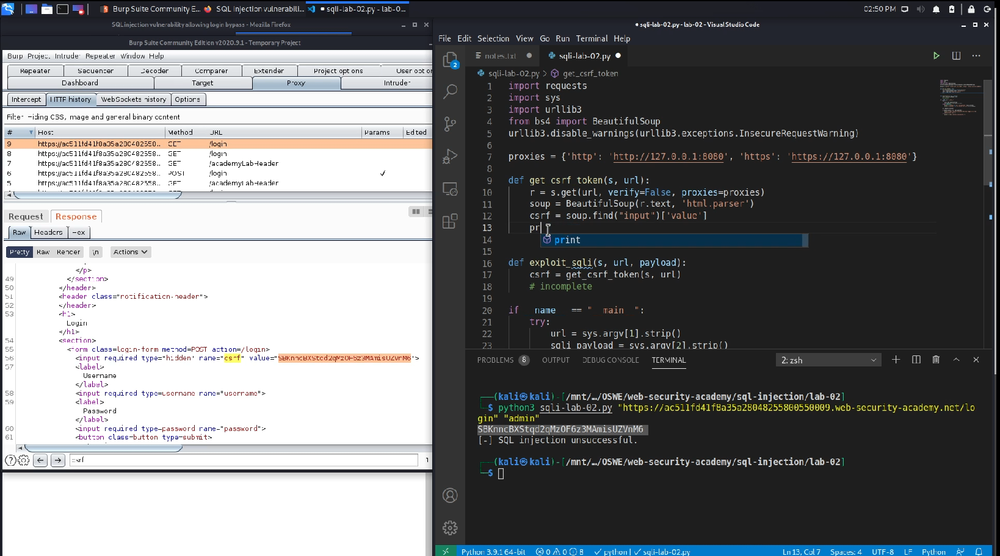 Burp Suite Community E...
SQL Injection vulnerabili...
● sqli-lab-02.py - lab-0...
02:50 PM
SQL injection vulnerability allowing login bypass - Mozilla Firefox
Burp Suite Community Edition v2020.9.1 - Temporary Project
Burp Project Intruder Repeater Window Help
Repeater Sequencer Decoder Comparer Extender Project options User optior
Dashboard Target Proxy Intruder
Intercept HTTP history WebSockets history Options
Filter: Hiding CSS, image and general binary content
# Host Method URL Params Edited
9 https://ac511fd41f8a35a280482558... GET /login
8 https://ac511fd41f8a35a280482558... GET /login
7 https://ac511fd41f8a35a280482558... GET /academyLabHeader
6 https://ac511fd41f8a35a280482558... POST /login ✓
5 https://ac511fd41f8a35a280482558... GET /academyLabHeader
Request Response
Raw Headers Hex
Pretty Raw Render \n Actions
</p>
49 </section>
50 </header>
51 <header class="notification-header">
52 </header>
53 <h1>
Login
</h1>
54 <section>
55 <form class=login-form method=POST action=/login>
56 <input required type="hidden" name="csrf" value="SBKnncBXStqd2qMzOF6z3MAmisUZVnM6">
57 <label>
Username
</label>
58 <input required type=username name="username">
59 <label>
Password
</label>
60 <input required type=password name="password">
61 <button class=button type=submit>
? csrf 1
● sqli-lab-02.py - lab-02 - Visual Studio Code
File Edit Selection View Go Run Terminal Help
notes.txt ● sqli-lab-02.py ●
2
sqli-lab-02.py > get_csrf_token
1 import requests
2 import sys
3 import urllib3
4 from bs4 import BeautifulSoup
5 urllib3.disable_warnings(urllib3.exceptions.InsecureRequestWarning)
6
7 proxies = {'http': 'http://127.0.0.1:8080', 'https': 'https://127.0.0.1:8080'}
8
9 def get_csrf_token(s, url):
10 r = s.get(url, verify=False, proxies=proxies)
11 soup = BeautifulSoup(r.text, 'html.parser')
12 csrf = soup.find("input")['value']
13 pr
14 print
15
16 def exploit_sqli(s, url, payload):
17 csrf = get_csrf_token(s, url)
18 # incomplete
19
20 if __name__ == "__main__":
21 try:
22 url = sys.argv[1].strip()
23 sqli_payload = sys.argv[2].strip()
PROBLEMS 8 OUTPUT DEBUG CONSOLE TERMINAL 2: zsh
(kali㉿kali)-[/mnt/…/OSWE/web-security-academy/sql-injection/lab-02]
$ python3 sqli-lab-02.py "https://ac511fd41f8a35a28048255800550009.web-security-academy.net/lo
gin" "admin"
SBKnncBXStqd2qMzOF6z3MAmisUZVnM6
[-] SQL injection unsuccessful.
(kali㉿kali)-[/mnt/…/OSWE/web-security-academy/sql-injection/lab-02]
$
Python 3.9.1 64-bit 0 0 8 ✓ python | ✓ sqli-lab-02.py Ln 13, Col 7 Spaces: 4 UTF-8 LF Python